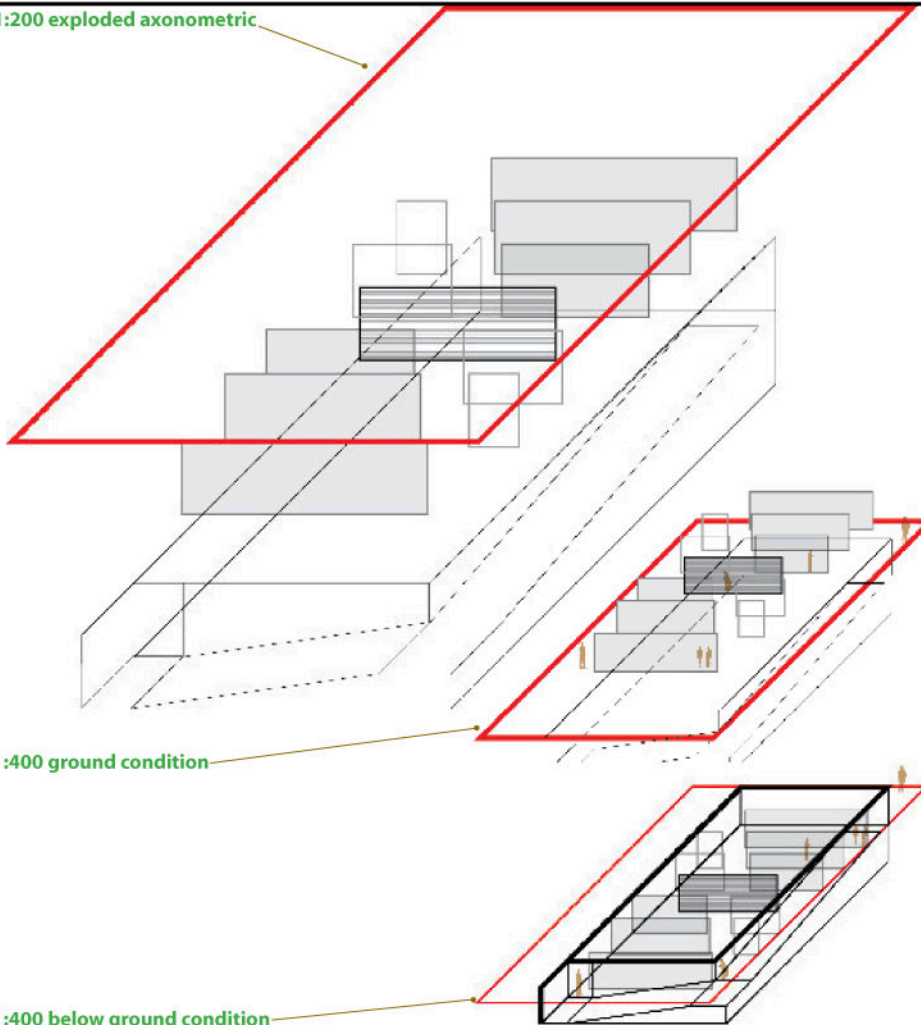 :200 exploded axonometric
:400 ground condition
:400 below ground condition